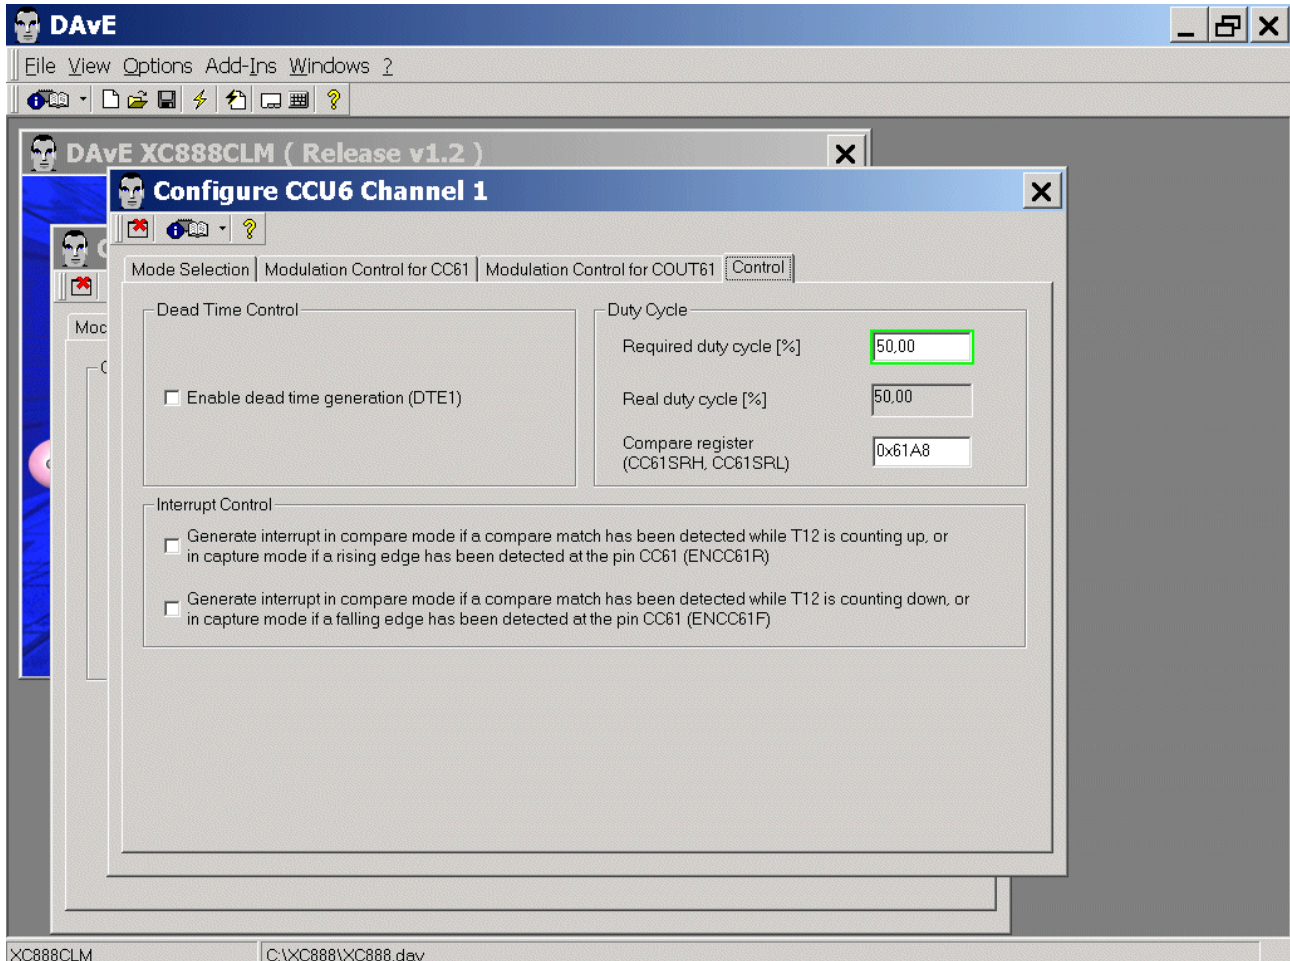 DAvE
File View Options Add-Ins Windows ?
DAvE XC888CLM ( Release v1.2 )
Configure CCU6 Channel 1
Mode Selection Modulation Control for CC61 Modulation Control for COUT61 Control
Dead Time Control
Enable dead time generation (DTE1)
Duty Cycle
Required duty cycle [%] 50,00
Real duty cycle [%] 50,00
Compare register
(CC61SRH, CC61SRL) 0x61A8
Interrupt Control
Generate interrupt in compare mode if a compare match has been detected while T12 is counting up, or
in capture mode if a rising edge has been detected at the pin CC61 (ENCC61R)
Generate interrupt in compare mode if a compare match has been detected while T12 is counting down, or
in capture mode if a falling edge has been detected at the pin CC61 (ENCC61F)
XC888CLM C:\XC888\XC888.dav